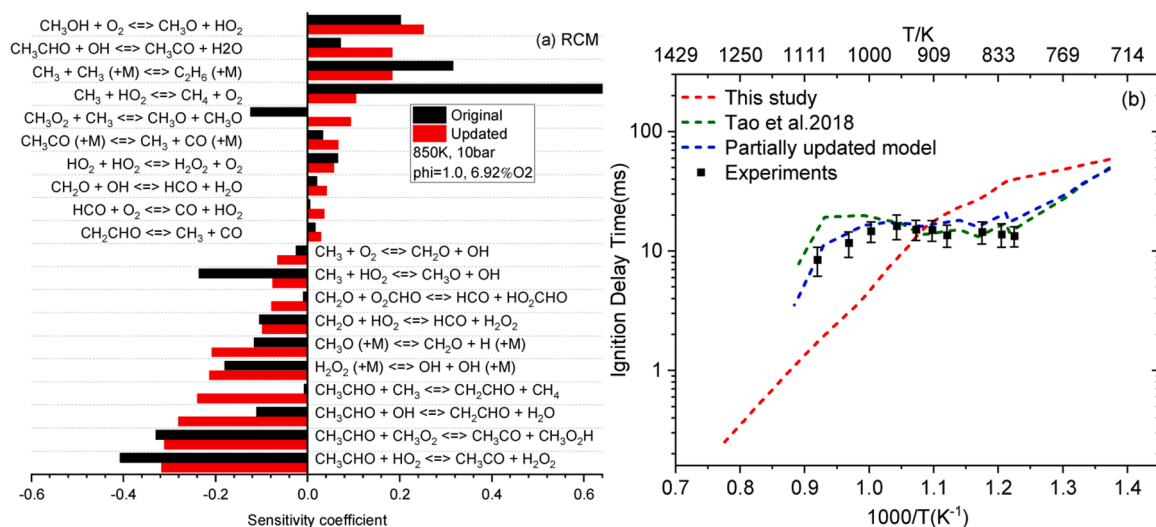 CH₃OH + O₂ <=> CH₃O + HO₂
CH₃CHO + OH <=> CH₃CO + H2O
CH₃ + CH₃ (+M) <=> C₂H₆ (+M)
CH₃ + HO₂ <=> CH₄ + O₂
CH₃O₂ + CH₃ <=> CH₃O + CH₃O
CH₃CO (+M) <=> CH₃ + CO (+M)
HO₂ + HO₂ <=> H₂O₂ + O₂
CH₂O + OH <=> HCO + H₂O
HCO + O₂ <=> CO + HO₂
CH₂CHO <=> CH₃ + CO
CH₃ + O₂ <=> CH₂O + OH
CH₃ + HO₂ <=> CH₃O + OH
CH₂O + O₂CHO <=> HCO + HO₂CHO
CH₂O + HO₂ <=> HCO + H₂O₂
CH₃O (+M) <=> CH₂O + H (+M)
H₂O₂ (+M) <=> OH + OH (+M)
CH₃CHO + CH₃ <=> CH₂CHO + CH₄
CH₃CHO + OH <=> CH₂CHO + H₂O
CH₃CHO + CH₃O₂ <=> CH₃CO + CH₃O₂H
CH₃CHO + HO₂ <=> CH₃CO + H₂O₂
(a) RCM
Original
Updated
850K, 10bar
phi=1.0, 6.92%O2
-0.6 -0.4 -0.2 0.0 0.2 0.4 0.6
Sensitivity coefficient
T/K
1429 1250 1111 1000 909 833 769 714
(b)
This study
Tao et al.2018
Partially updated model
Experiments
Ignition Delay Time(ms)
100
10
1
0.7 0.8 0.9 1.0 1.1 1.2 1.3 1.4
1000/T(K⁻¹)